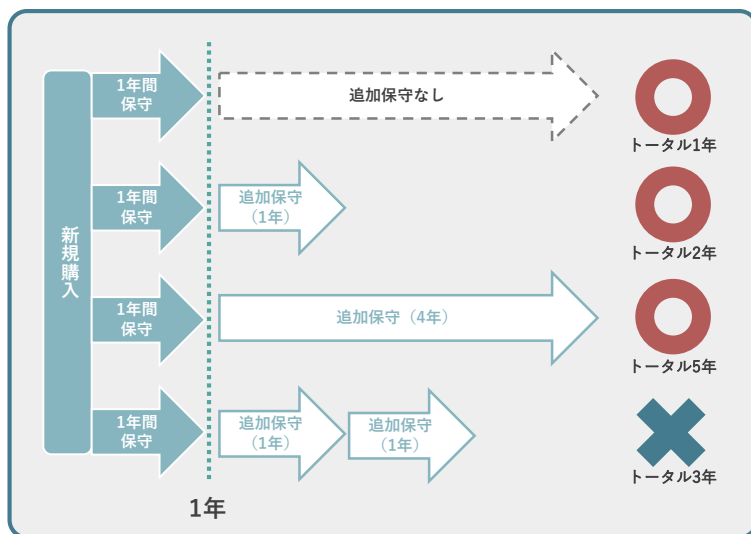 新規購入
1年間
保守
追加保守なし
トータル1年
1年間
保守
追加保守
（1年）
トータル2年
1年間
保守
追加保守（4年）
トータル5年
1年間
保守
追加保守
（1年）
追加保守
（1年）
トータル3年
1年